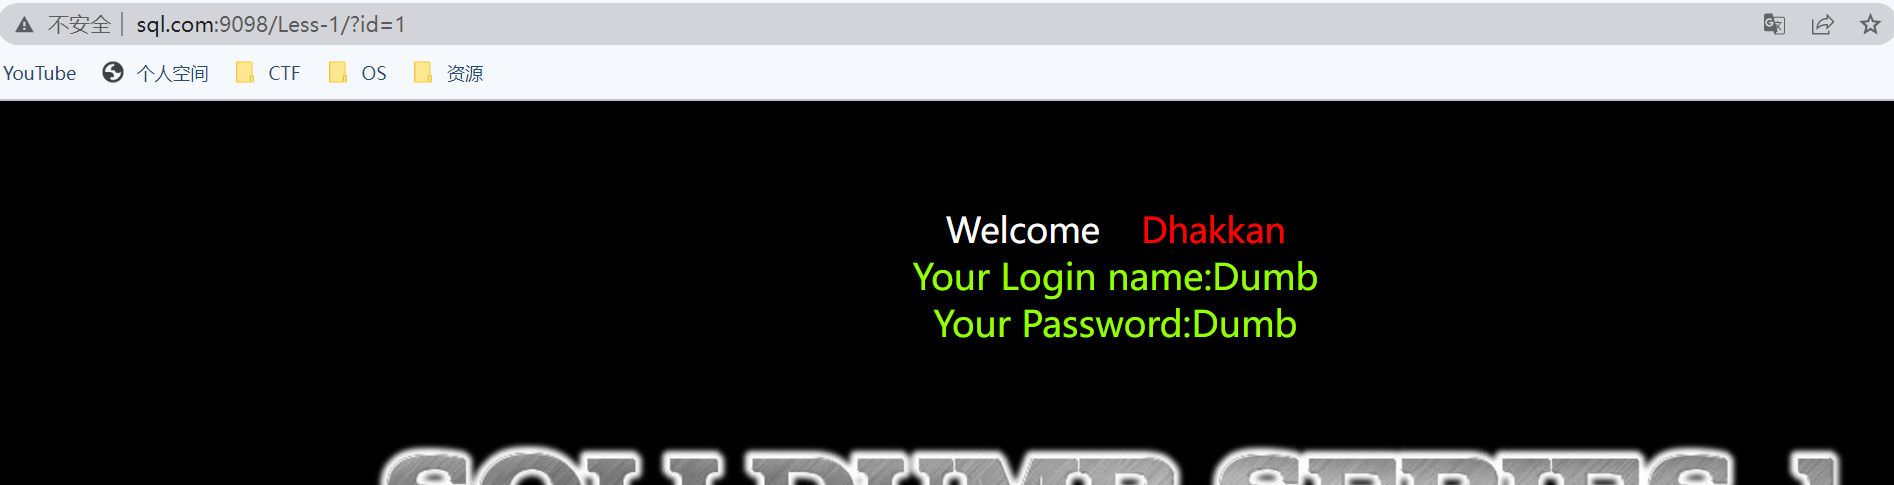 不安全 | sql.com:9098/Less-1/?id=1
YouTube 个人空间 CTF OS 资源
Welcome Dhakkan
Your Login name:Dumb
Your Password:Dumb